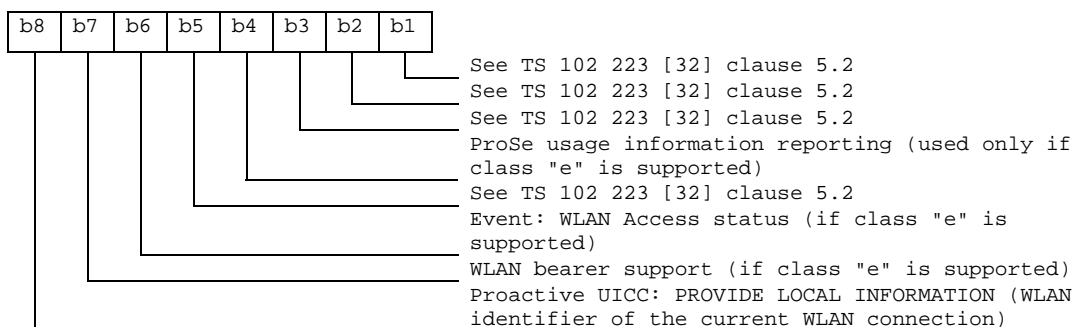 b8 b7 b6 b5 b4 b3 b2 b1
See TS 102 223 [32] clause 5.2
See TS 102 223 [32] clause 5.2
See TS 102 223 [32] clause 5.2
ProSe usage information reporting (used only if
class "e" is supported)
See TS 102 223 [32] clause 5.2
Event: WLAN Access status (if class "e" is
supported)
WLAN bearer support (if class "e" is supported)
Proactive UICC: PROVIDE LOCAL INFORMATION (WLAN
identifier of the current WLAN connection)